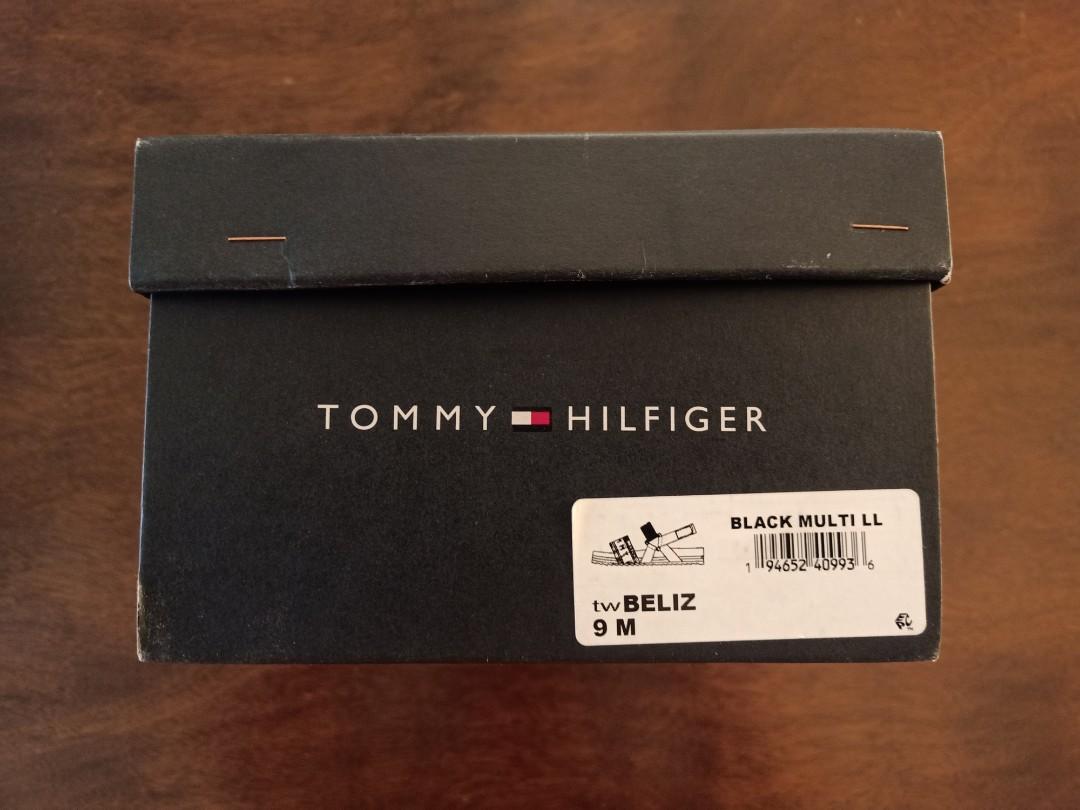 TOMMY HILFIGER
BLACK MULTI LL
1 94652 40993 6
twBELIZ
9 M